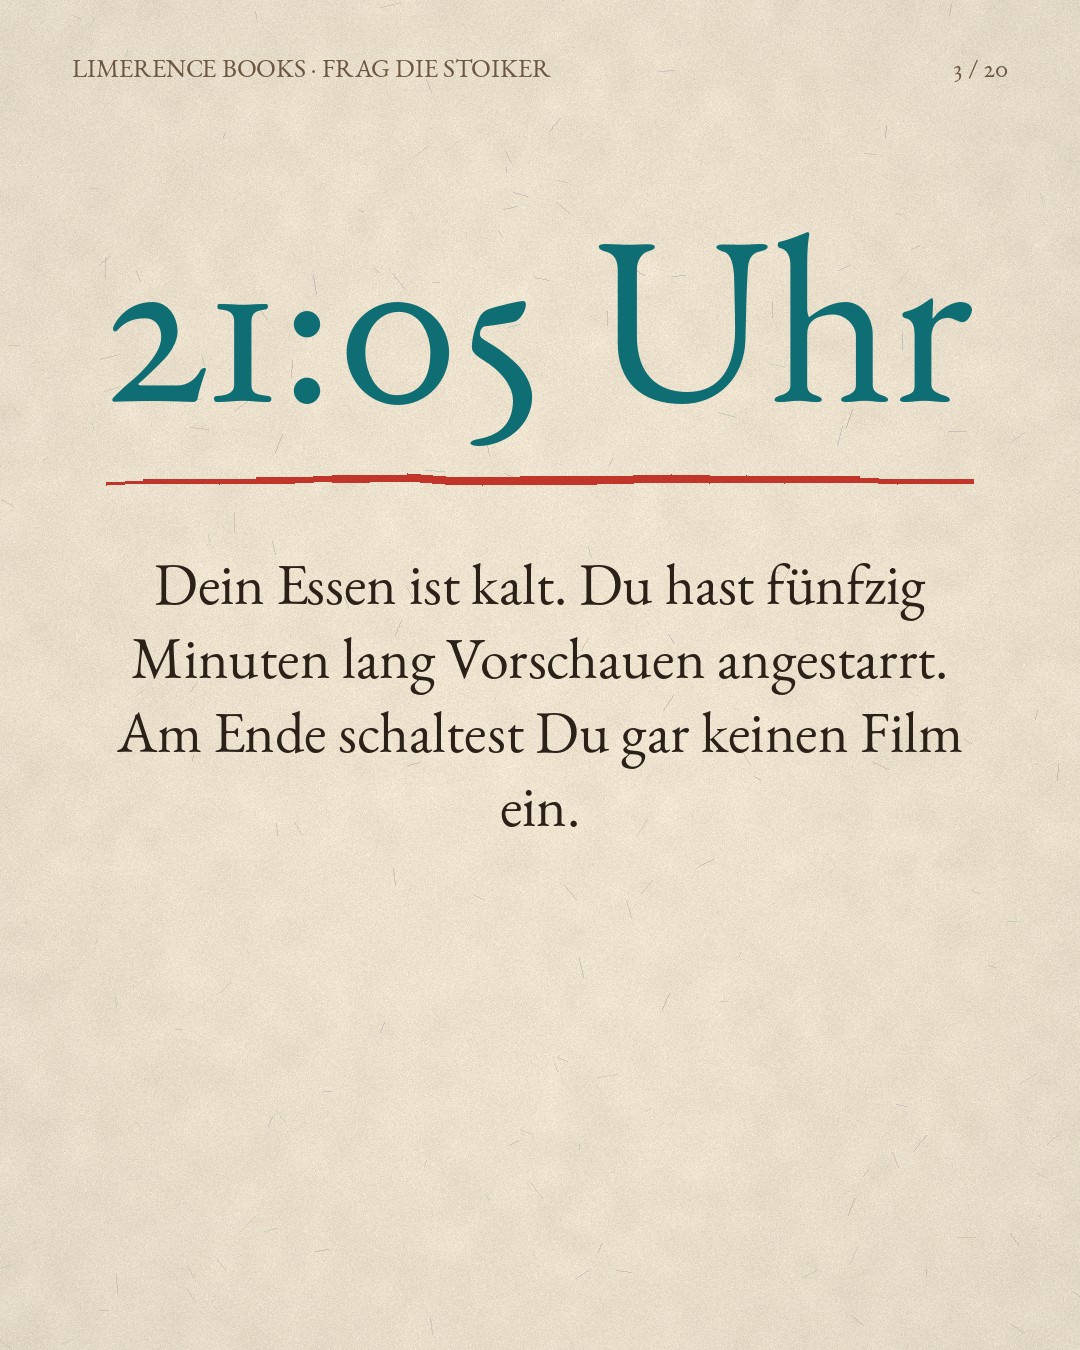 LIMERENCE BOOKS · FRAG DIE STOIKER
3 / 20
21:05 Uhr
Dein Essen ist kalt. Du hast fünfzig
Minuten lang Vorschauen angestarrt.
Am Ende schaltest Du gar keinen Film
ein.